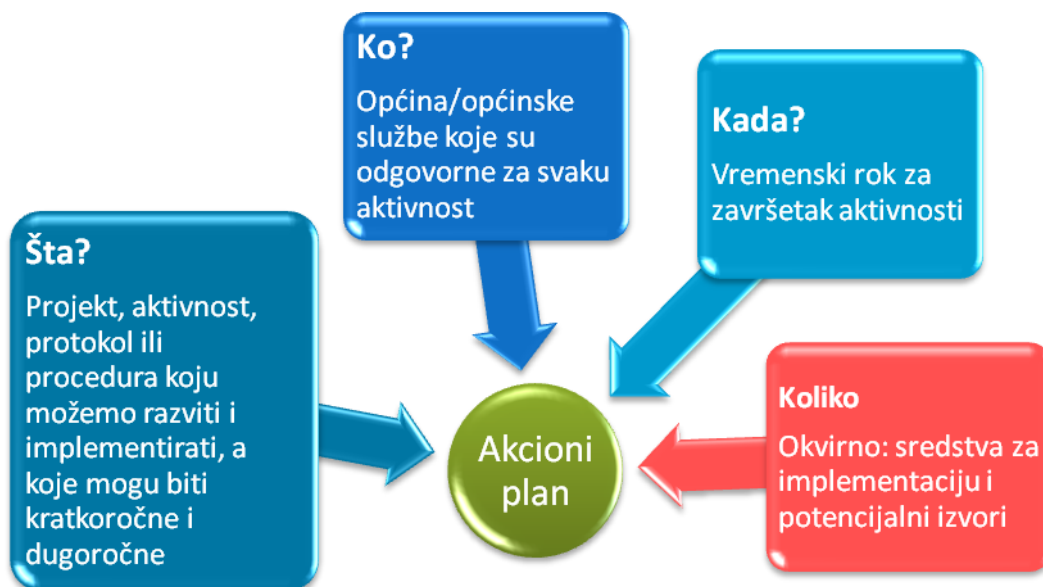 Šta?
Projekt, aktivnost,
protokol ili
procedura koju
možemo razviti i
implementirati, a
koje mogu biti
kratkoročne i
dugoročne
Ko?
Općina/općinske
službe koje su
odgovorne za svaku
aktivnost
Kada?
Vremenski rok za
završetak aktivnosti
Koliko
Okvirno: sredstva za
implementaciju i
potencijalni izvori
Akcioni
plan